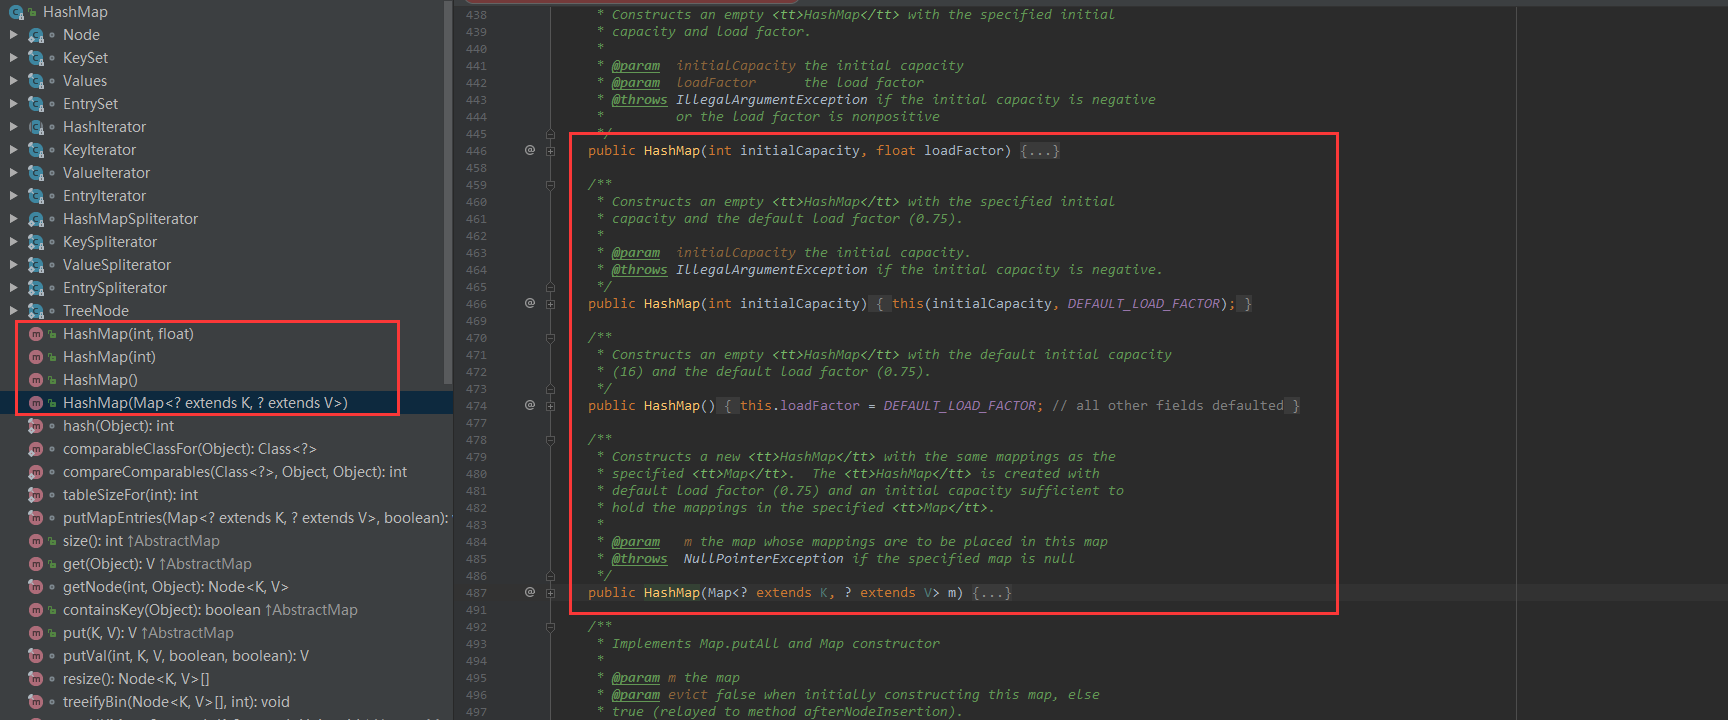 HashMap
Node
KeySet
Values
EntrySet
HashIterator
KeyIterator
ValueIterator
EntryIterator
HashMapSpliterator
KeySpliterator
ValueSpliterator
EntrySpliterator
TreeNode
HashMap(int, float)
HashMap(int)
HashMap()
HashMap(Map<? extends K, ? extends V>)
hash(Object): int
comparableClassFor(Object): Class<?>
compareComparables(Class<?>, Object, Object): int
tableSizeFor(int): int
putMapEntries(Map<? extends K, ? extends V>, boolean):
size(): int ↑AbstractMap
get(Object): V ↑AbstractMap
getNode(int, Object): Node<K, V>
containsKey(Object): boolean ↑AbstractMap
put(K, V): V ↑AbstractMap
putVal(int, K, V, boolean, boolean): V
resize(): Node<K, V>[]
treeifyBin(Node<K, V>[], int): void
438 * Constructs an empty <tt>HashMap</tt> with the specified initial
439 * capacity and load factor.
440 *
441 * @param initialCapacity the initial capacity
442 * @param loadFactor the load factor
443 * @throws IllegalArgumentException if the initial capacity is negative
444 * or the load factor is nonpositive
445 */
446 @ public HashMap(int initialCapacity, float loadFactor) {...}
458
459 /**
460 * Constructs an empty <tt>HashMap</tt> with the specified initial
461 * capacity and the default load factor (0.75).
462 *
463 * @param initialCapacity the initial capacity.
464 * @throws IllegalArgumentException if the initial capacity is negative.
465 */
466 @ public HashMap(int initialCapacity) { this(initialCapacity, DEFAULT_LOAD_FACTOR); }
469
470 /**
471 * Constructs an empty <tt>HashMap</tt> with the default initial capacity
472 * (16) and the default load factor (0.75).
473 */
474 @ public HashMap() { this.loadFactor = DEFAULT_LOAD_FACTOR; // all other fields defaulted }
477
478 /**
479 * Constructs a new <tt>HashMap</tt> with the same mappings as the
480 * specified <tt>Map</tt>. The <tt>HashMap</tt> is created with
481 * default load factor (0.75) and an initial capacity sufficient to
482 * hold the mappings in the specified <tt>Map</tt>.
483 *
484 * @param m the map whose mappings are to be placed in this map
485 * @throws NullPointerException if the specified map is null
486 */
487 @ public HashMap(Map<? extends K, ? extends V> m) {...}
491
492 /**
493 * Implements Map.putAll and Map constructor
494 *
495 * @param m the map
496 * @param evict false when initially constructing this map, else
497 * true (relayed to method afterNodeInsertion).